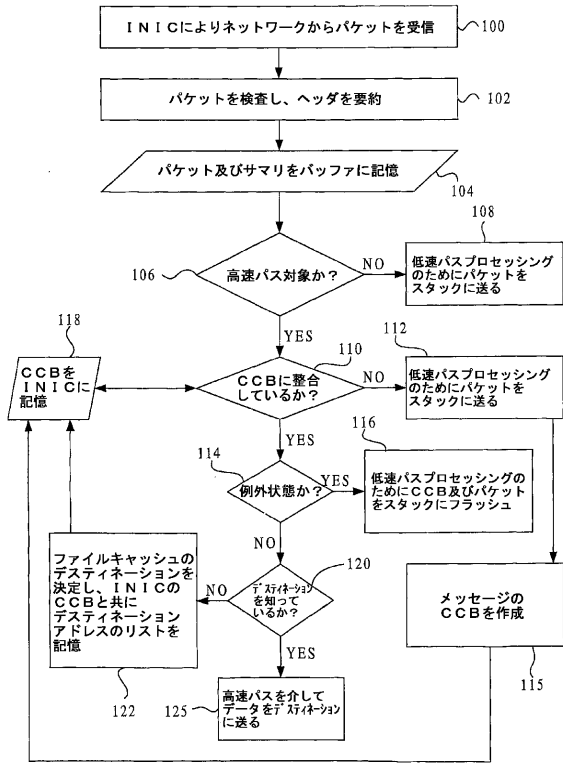 ＩＮＩＣによりネットワークからパケットを受信
100
パケットを検査し、ヘッダを要約
102
パケット及びサマリをバッファに記憶
104
108
高速パス対象か？
106
NO
低速パスプロセッシング
のためにパケットを
スタックに送る
YES
118
110
112
ＣＣＢを
ＩＮＩＣに
記憶
ＣＣＢに整合
しているか？
NO
低速パスプロセッシング
のためにパケットを
スタックに送る
YES
116
114
例外状態か？
YES
低速パスプロセッシングの
ためにＣＣＢ及びパケット
をスタックにフラッシュ
NO
120
ファイルキャッシュの
デスティネーションを
決定し、ＩＮＩＣの
ＣＣＢと共に
デスティネーション
アドレスのリストを
記憶
NO
ﾃﾞｽﾃｨﾈｰｼｮﾝ
を知って
いるか？
メッセージの
ＣＣＢを作成
YES
115
122
125
高速パスを介して
データをﾃﾞｽﾃｨﾈｰｼｮﾝ
に送る